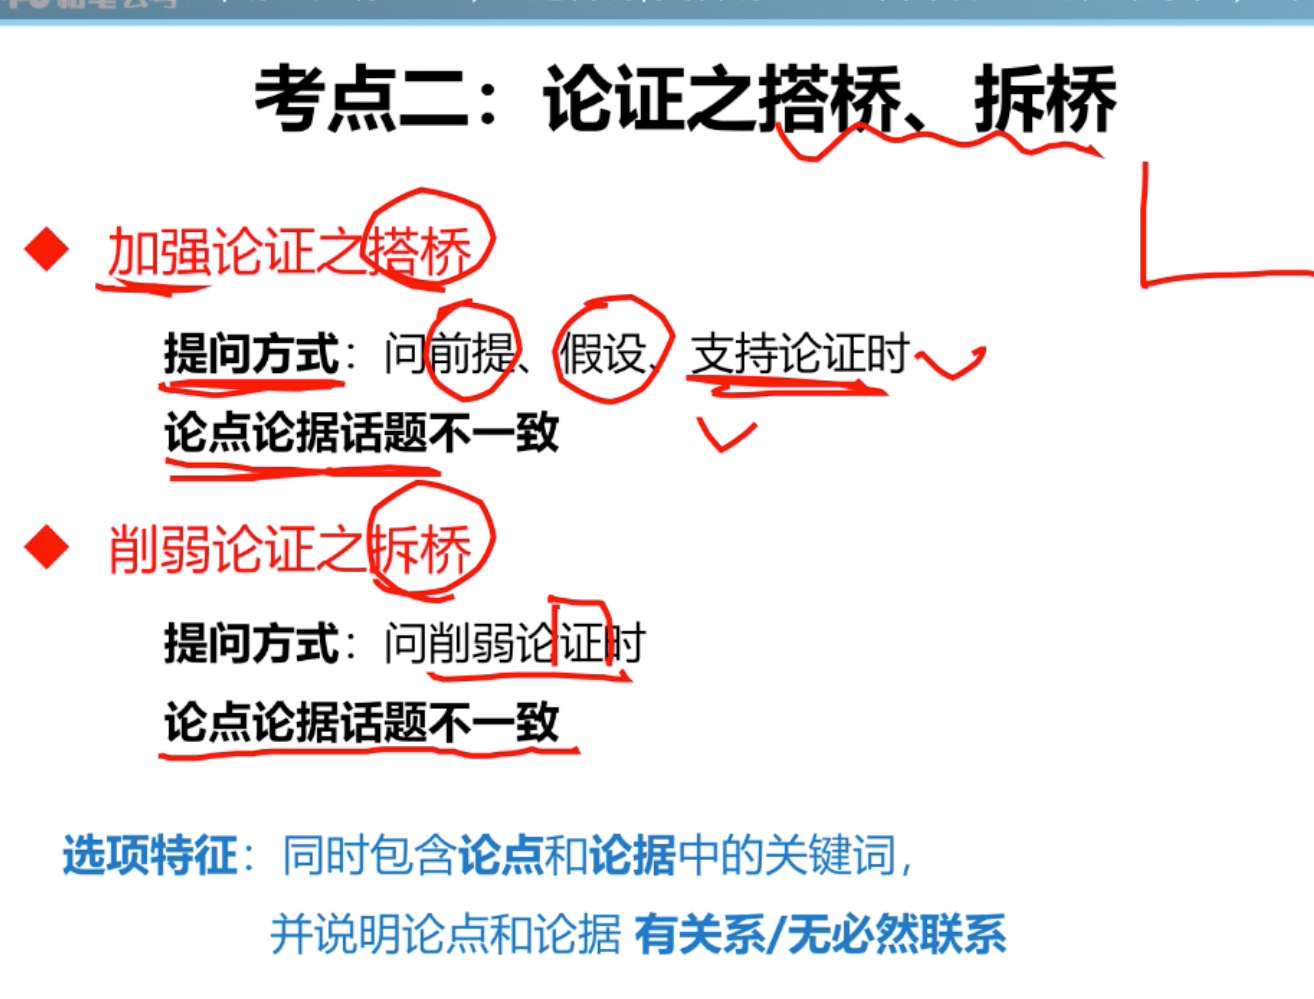 考点二：论证之搭桥、拆桥
加强论证之搭桥
提问方式：问前提、假设、支持论证时
论点论据话题不一致
削弱论证之拆桥
提问方式：问削弱论证时
论点论据话题不一致
选项特征：同时包含论点和论据中的关键词，
并说明论点和论据 有关系/无必然联系